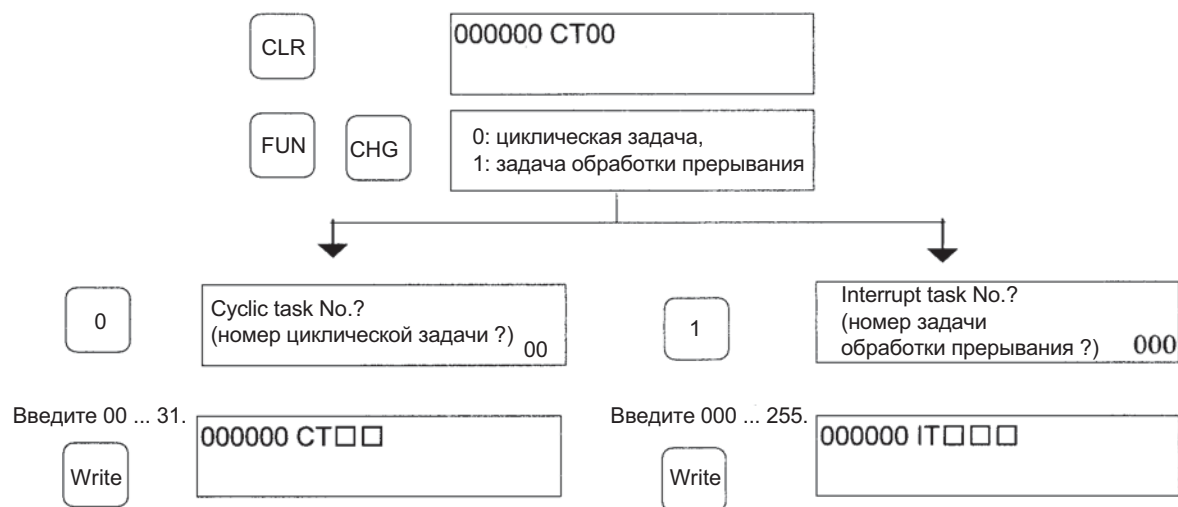 CLR
000000 CT00
FUN
CHG
0: циклическая задача,
1: задача обработки прерывания
0
Cyclic task No.?
(номер циклической задачи ?)
00
1
Interrupt task No.?
(номер задачи
обработки прерывания ?)
000
Введите 00 ... 31.
000000 CT□□
Write
Введите 000 ... 255.
000000 IT□□□
Write